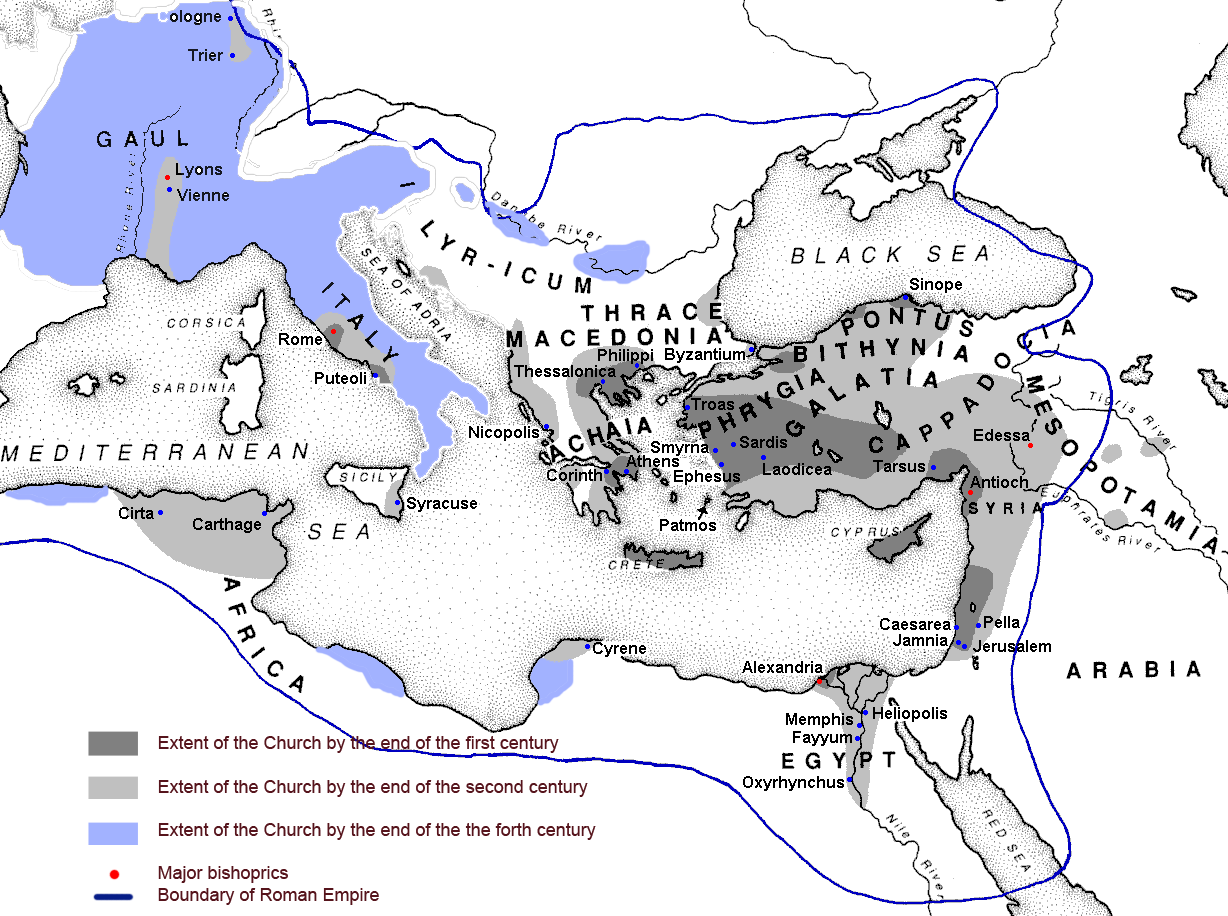 Cologne
Rhi
Trier
GAUL
Lyons
Vienne
Rhone River
Danube River
LYR-ICUM
BLACK SEA
SEA OF ADRIA
ITALY
Sinope
THRACE
PONTUS
CORSICA
MACEDONIA
BITHYNIA
CAPPADOCIA
Rome
Philippi
Byzantium
Thessalonica
PHRYGIA
GALATIA
MESOPOTAMIA
Puteoli
SARDINIA
Troas
Tigris River
Nicopolis
ACHAIA
Smyrna
Sardis
Edessa
MEDITERRANEAN
SEA
Athens
Corinth
Ephesus
Laodicea
Tarsus
Antioch
SICILY
Syracuse
Patmos
SYRIA
Euphrates River
Cirta
Carthage
CYPRUS
CRETE
AFRICA
Caesarea
Pella
Jamnia
Jerusalem
Cyrene
Alexandria
ARABIA
Memphis
Heliopolis
Fayyum
EGYPT
Oxyrhynchus
Nile River
RED SEA
Extent of the Church by the end of the first century
Extent of the Church by the end of the second century
Extent of the Church by the end of the the forth century
Major bishoprics
Boundary of Roman Empire